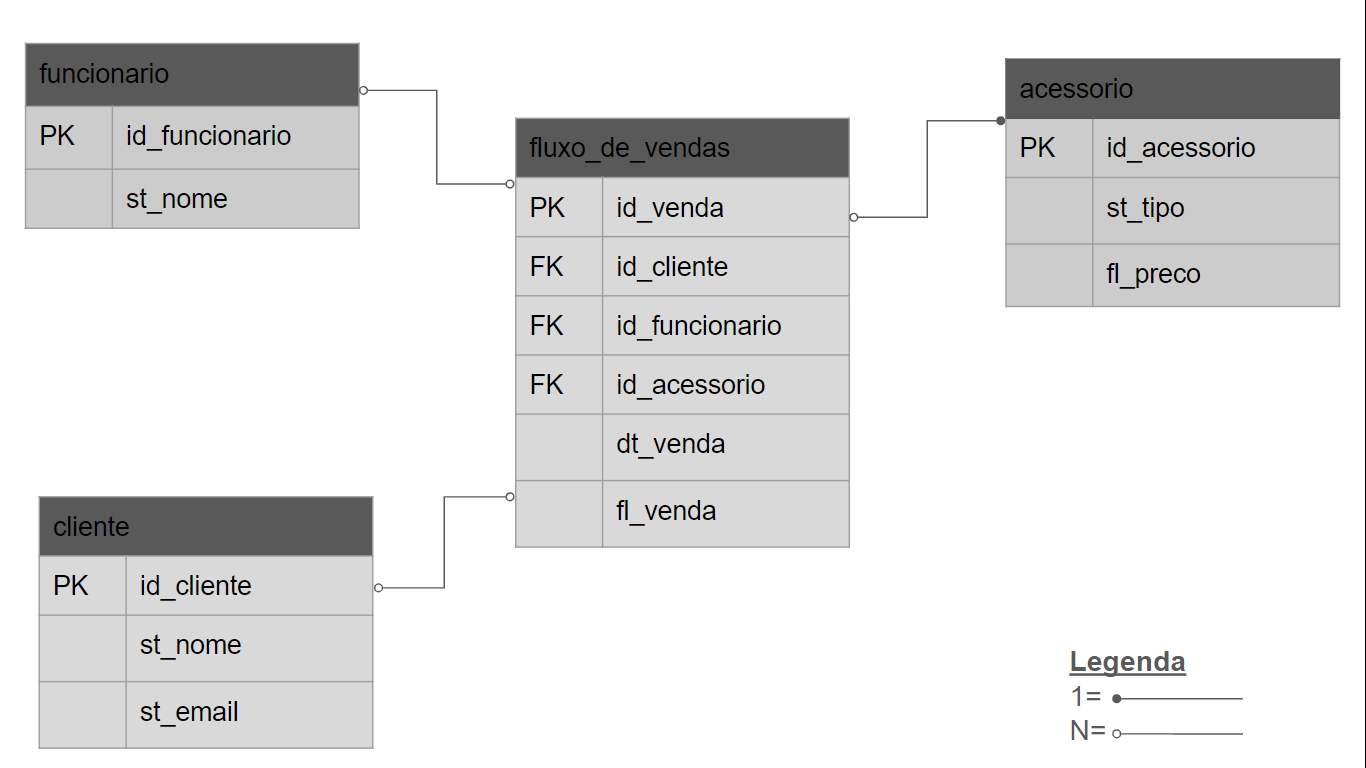 funcionario
PK id_funcionario
st_nome
fluxo_de_vendas
PK id_venda
FK id_cliente
FK id_funcionario
FK id_acessorio
dt_venda
fl_venda
acessorio
PK id_acessorio
st_tipo
fl_preco
cliente
PK id_cliente
st_nome
st_email
Legenda
1=
N=